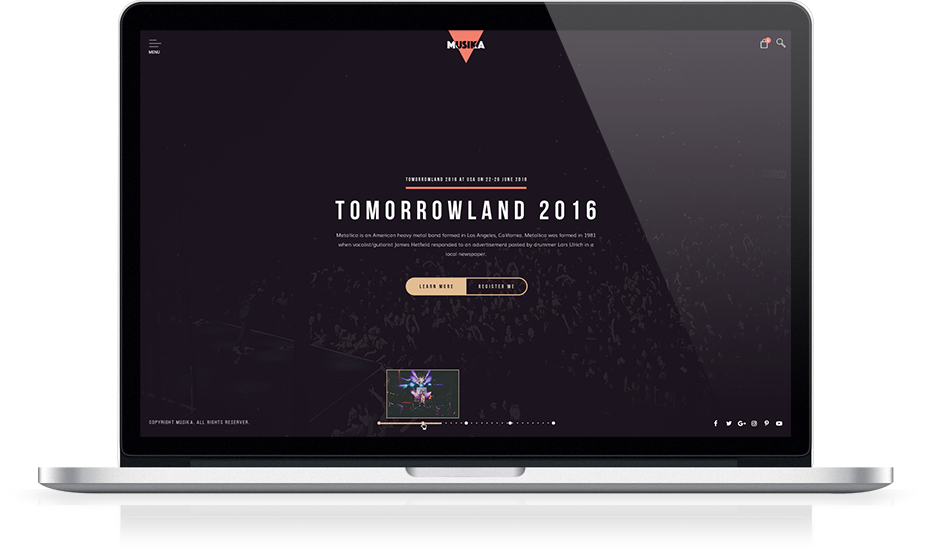 MENU
MUSIKA
TOMORROWLAND 2016 AT USA ON 22-26 JUNE 2016
TOMORROWLAND 2016
Metallica is an American heavy metal band formed in Los Angeles, California. Metallica was formed in 1981
when vocalist/guitarist James Hetfield responded to an advertisement posted by drummer Lars Ulrich in a
local newspaper.
LEARN MORE REGISTER ME
COPYRIGHT MUSIKA. ALL RIGHTS RESERVER.